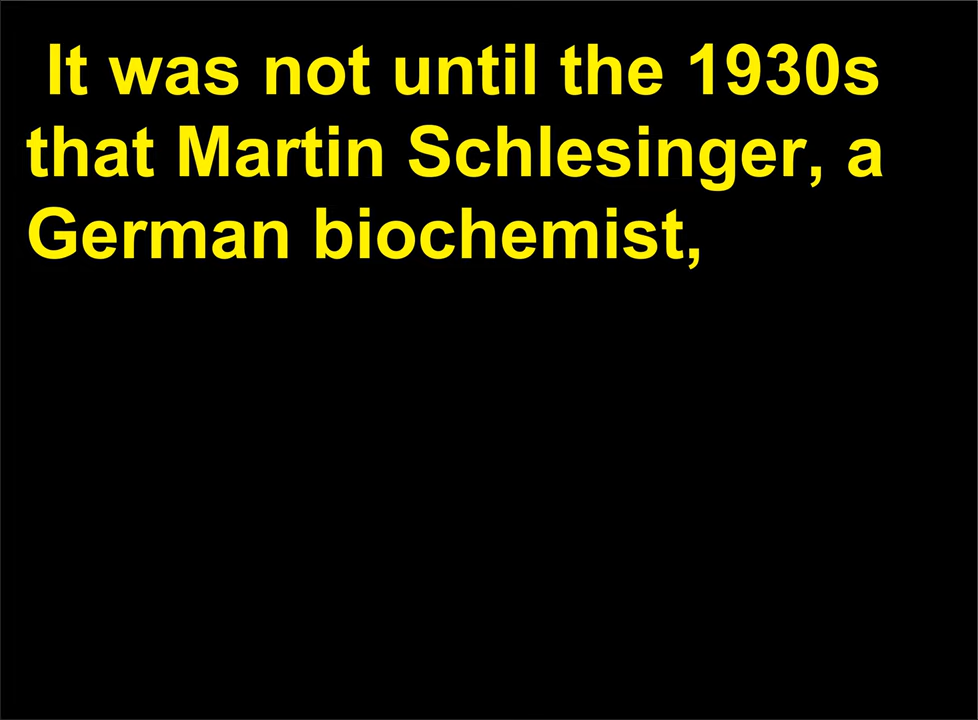 It was not until the 1930s
that Martin Schlesinger, a
German biochemist,